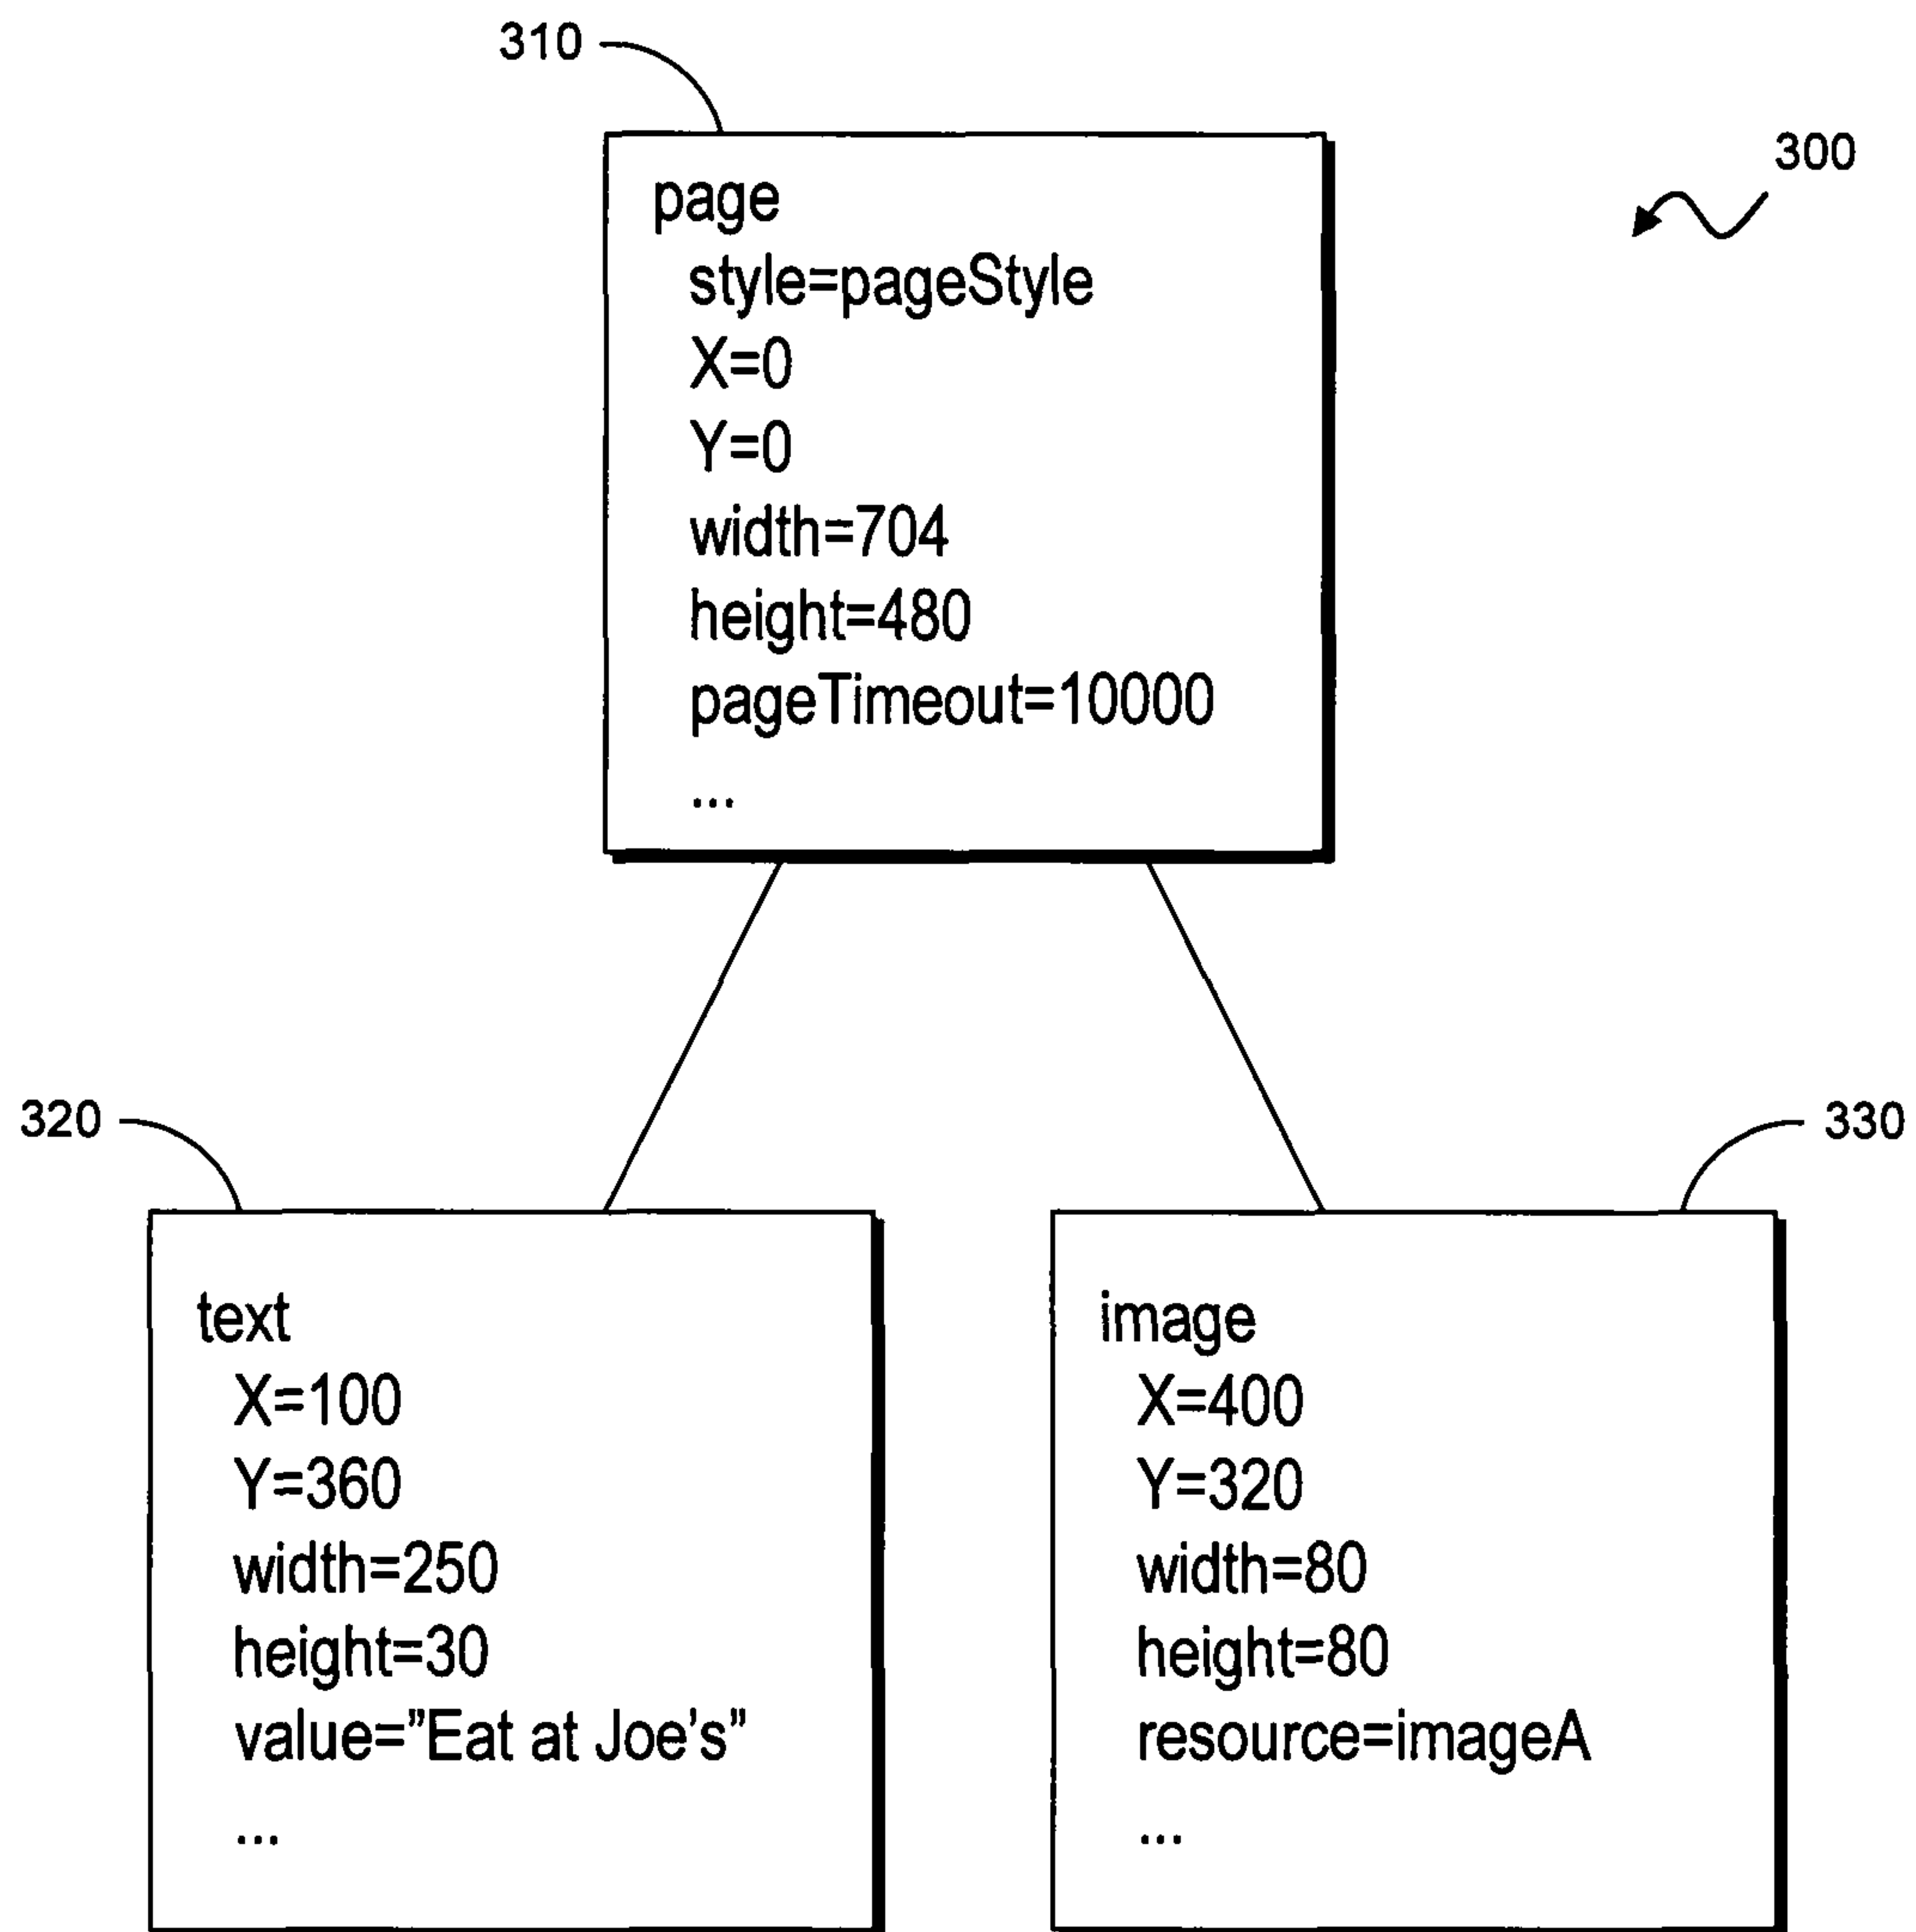 310
300
page
style=pageStyle
X=0
Y=0
width=704
height=480
pageTimeout=10000
...
320
330
text
X=100
Y=360
width=250
height=30
value=”Eat at Joe’s”
...
image
X=400
Y=320
width=80
height=80
resource=imageA
...